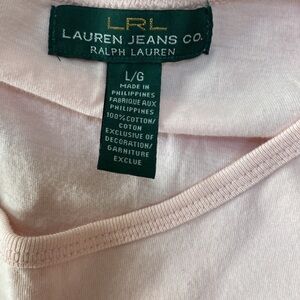 LRL
LAUREN JEANS CO.
RALPH LAUREN
L/G
MADE IN
PHILIPPINES
FABRIQUE AUX
PHILIPPINES
100% COTTON/
COTON
EXCLUSIVE OF
DECORATION/
GARNITURE
EXCLUE